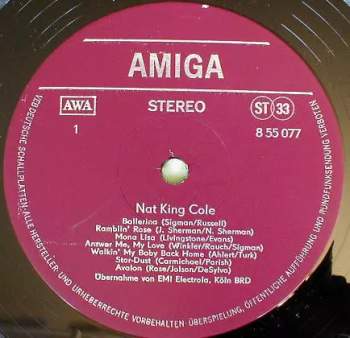 AMIGA
AWA
STEREO
ST 33
1
8 55 077
Nat King Cole
Ballerina (Sigman/Russell)
Ramblin' Rose (J. Sherman/N. Sherman)
Mona Lisa (Livingstone/Evans)
Answer Me, My Love (Winkler/Rauch/Sigman)
Walkin' My Baby Back Home (Ahlert/Turk)
Star-Dust (Carmichael/Parish)
Avalon (Rose/Jolson/DeSylva)
Übernahme von EMI Electrola, Köln BRD
VEB DEUTSCHE SCHALLPLATTEN · ALLE HERSTELLER- UND URHEBERRECHTE VORBEHALTEN · ÜBERSPIELUNG, ÖFFENTLICHE AUFFÜHRUNG UND RUNDFUNKSENDUNG VERBOTEN